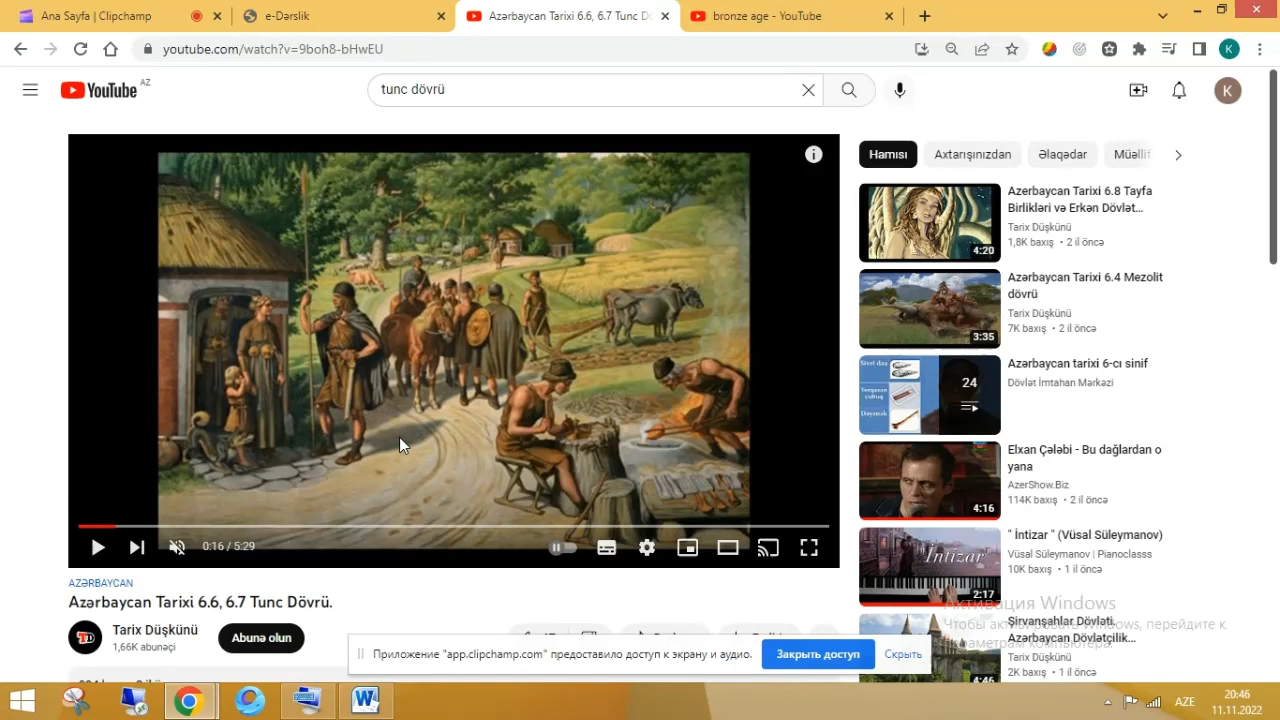 Ana Sayfa | Clipchamp
e-Dərslik
Azərbaycan Tarixi 6.6, 6.7 Tunc Dö
bronze age - YouTube
youtube.com/watch?v=9boh8-bHwEU
K
YouTube AZ
tunc dövrü
K
Hamısı
Axtarışınızdan
Əlaqədar
Müəllif
Azerbaycan Tarixi 6.8 Tayfa
Birlikləri və Erkən Dövlət...
Tarix Düşkünü
1,8K baxış • 2 il öncə
4:20
Azərbaycan Tarixi 6.4 Mezolit
dövrü
Tarix Düşkünü
7K baxış • 2 il öncə
3:35
Azərbaycan tarixi 6-cı sinif
Dövlət İmtahan Mərkəzi
24
Elxan Çələbi - Bu dağlardan o
yana
AzerShow.Biz
114K baxış • 2 il öncə
4:16
" İntizar " (Vüsal Süleymanov)
Vüsal Süleymanov | Pianoclasss
10K baxış • 1 il öncə
"İntizar"
2:17
Şirvanşahlar Dövləti.
Azərbaycan Dövlətçilik...
Tarix Düşkünü
2K baxış • 1 il öncə
4:46
0:16 / 5:29
AZƏRBAYCAN
Azərbaycan Tarixi 6.6, 6.7 Tunc Dövrü.
Tarix Düşkünü
1,66K abunəçi
Abunə olun
Активация Windows
Чтобы активировать Windows, перейдите к
параметрам компьютера.
Приложение "app.clipchamp.com" предоставило доступ к экрану и аудио.
Закрыть доступ
Скрыть
AZE
20:46
11.11.2022